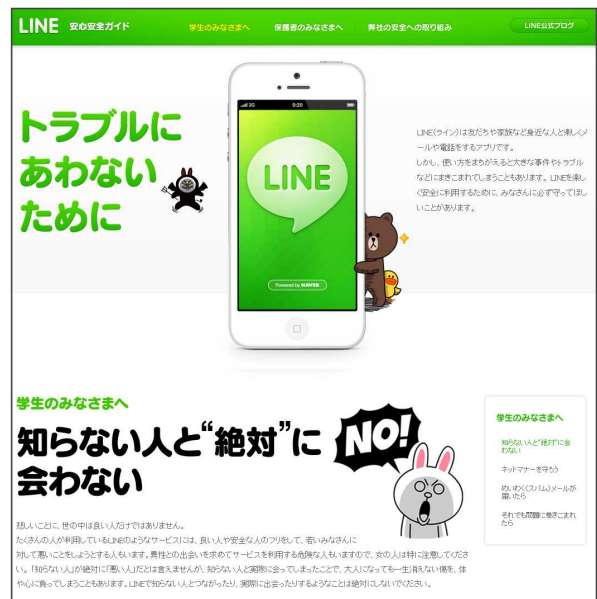 LINE 安心安全ガイド 学生のみなさまへ 保護者のみなさまへ 弊社の安全への取り組み LINE公式ブログ
トラブルに
あわない
ために
3G 9:20
LINE
Powered by NAVER
LINE(ライン)は友だちや家族など身近な人と楽しくメ
ールや電話をするアプリです。
しかし、使い方をまちがえると大きな事件やトラブル
などにまきこまれてしまうこともあります。LINEを楽し
く安全に利用するために、みなさんに必ず守ってほし
いことがあります。
学生のみなさまへ
知らない人と“絶対”に
会わない
NO!
悲しいことに、世の中は良い人だけではありません。
たくさんの人が利用しているLINEのようなサービスには、良い人や安全な人のフリをして、若いみなさんに
対して悪いことをしようとする人もいます。異性との出会いを求めてサービスを利用する危険な人もいますので、女の人は特に注意してくださ
い。「知らない人」が絶対に「悪い人」だとは言えませんが、知らない人と実際に会ってしまったことで、大人になっても一生消えない傷を、体
や心に負ってしまうこともあります。LINEで知らない人とつながったり、実際に出会ったりするようなことは絶対にしないでください。
学生のみなさまへ
知らない人と“絶対”に会
わない
ネットマナーを守ろう
めいわく(スパム)メールが
届いたら
それでも問題に巻きこまれ
たら